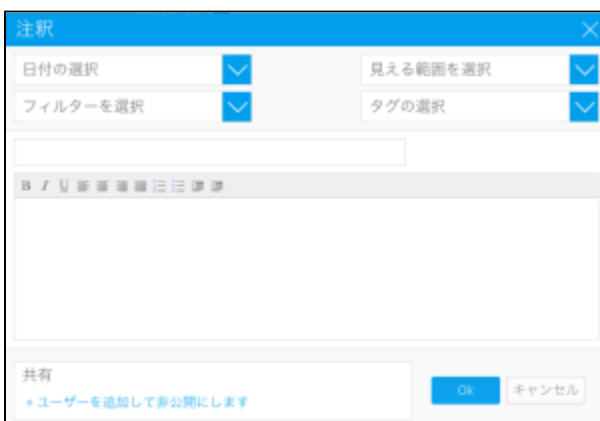 注釈
日付の選択 見える範囲を選択
フィルターを選択 タグの選択
B I U
共有
+ ユーザーを追加して非公開にします
Ok キャンセル